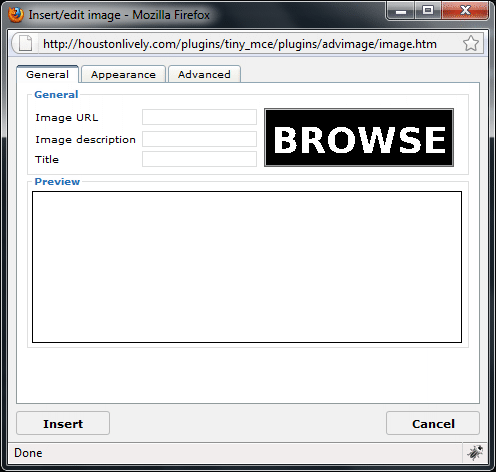 Insert/edit image - Mozilla Firefox
http://houstonlively.com/plugins/tiny_mce/plugins/advimage/image.htm
General Appearance Advanced
General
Image URL
Image description
Title
BROWSE
Preview
Insert Cancel
Done